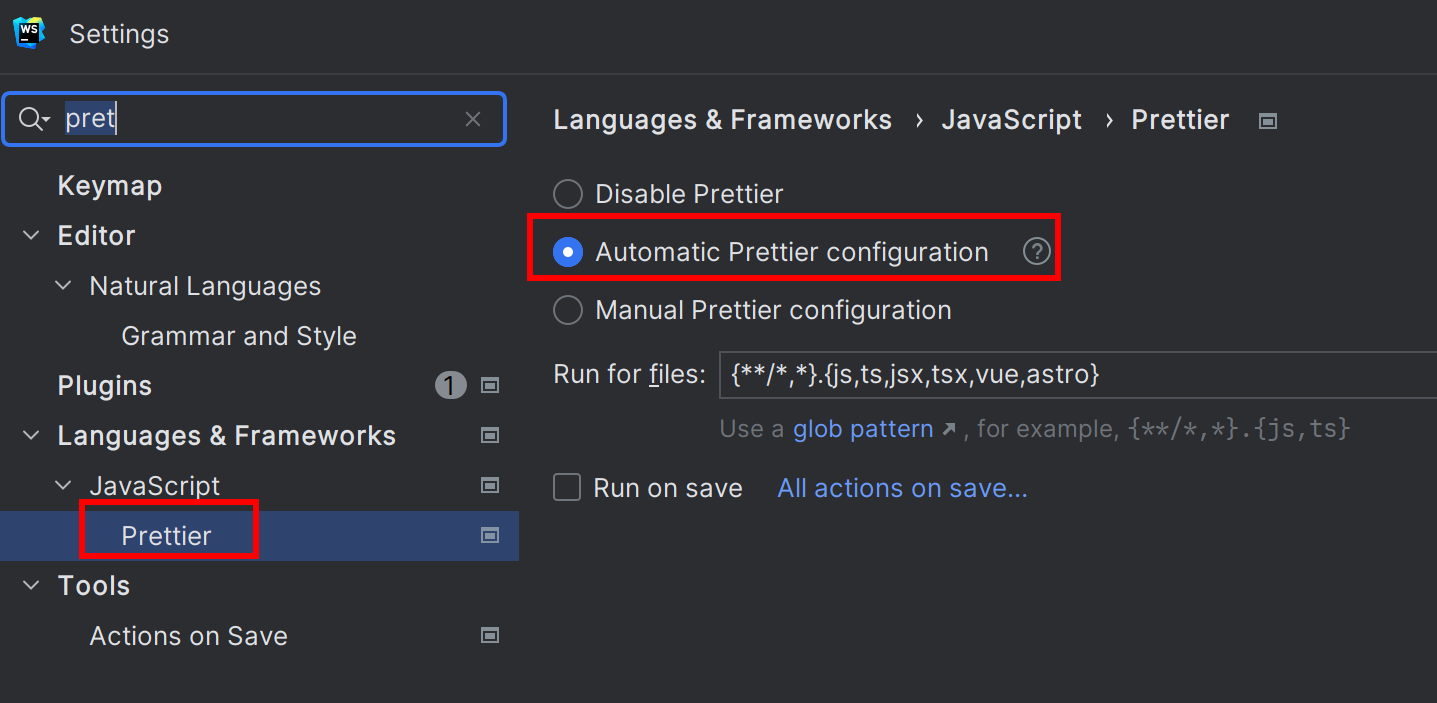 WS
Settings
pret
Keymap
Editor
Natural Languages
Grammar and Style
Plugins 1
Languages & Frameworks
JavaScript
Prettier
Tools
Actions on Save
Languages & Frameworks › JavaScript › Prettier
Disable Prettier
Automatic Prettier configuration ?
Manual Prettier configuration
Run for files: {**/*,*}.{js,ts,jsx,tsx,vue,astro}
Use a glob pattern ↗, for example, {**/*,*}.{js,ts}
Run on save All actions on save...